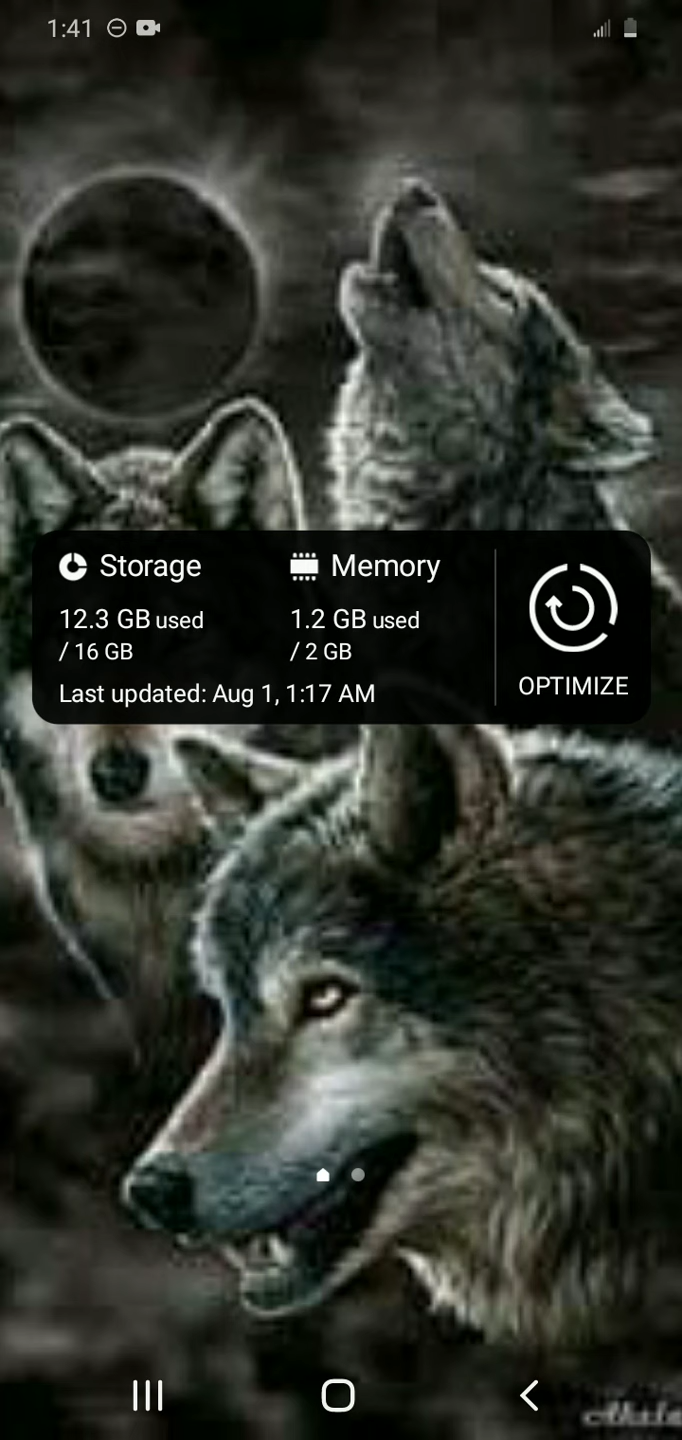 1:41
Storage
Memory
12.3 GB used
/ 16 GB
1.2 GB used
/ 2 GB
Last updated: Aug 1, 1:17 AM
OPTIMIZE